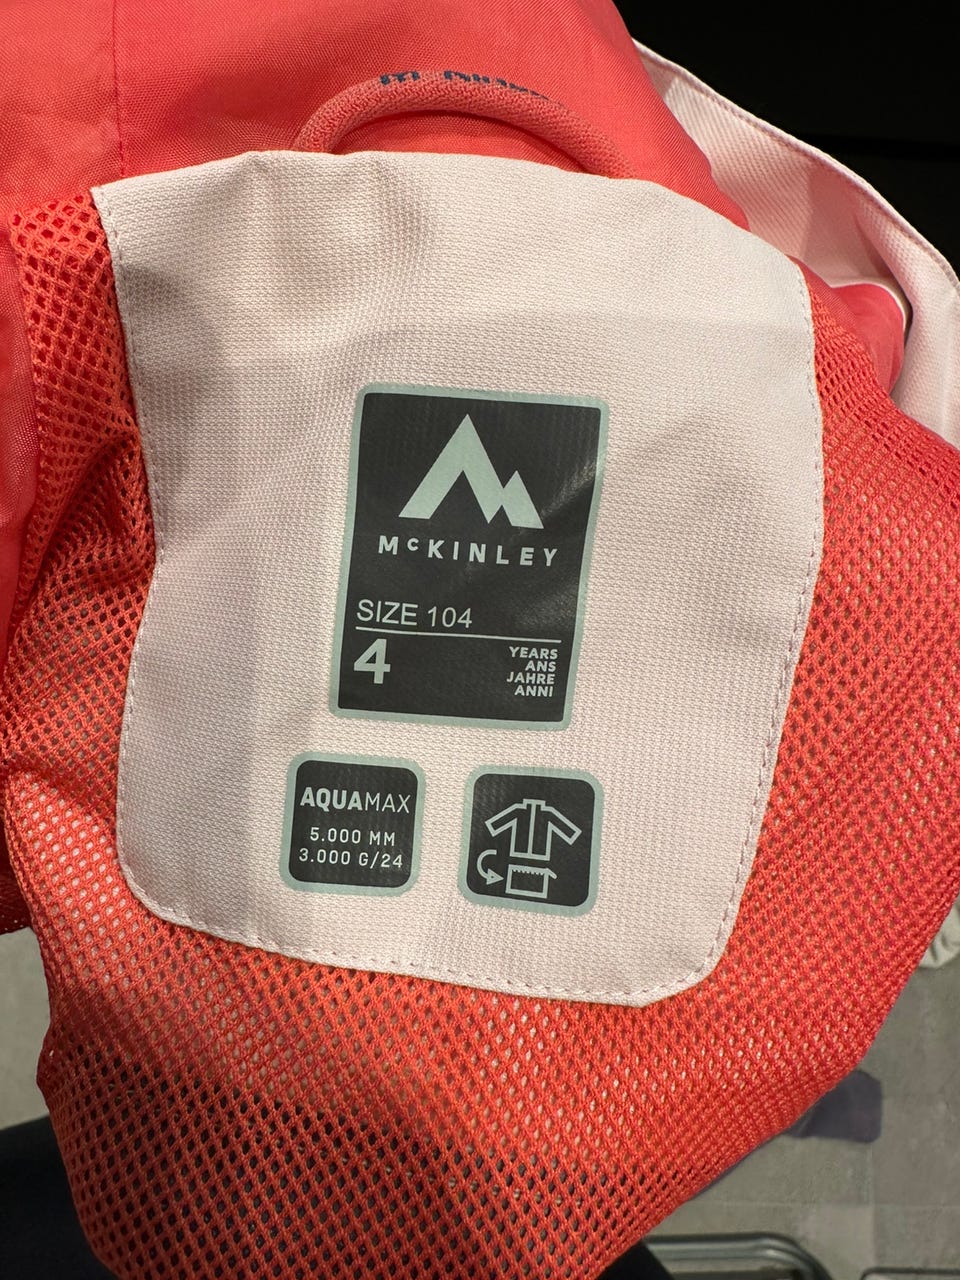 McKINLEY
SIZE 104
4
YEARS
ANS
JAHRE
ANNI
AQUAMAX
5.000 MM
3.000 G/24